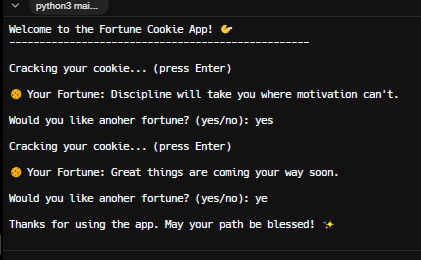 python3 mai...
Welcome to the Fortune Cookie App! 🥠
--------------------------------------------------
Cracking your cookie... (press Enter)
🍪 Your Fortune: Discipline will take you where motivation can't.
Would you like anoher fortune? (yes/no): yes
Cracking your cookie... (press Enter)
🍪 Your Fortune: Great things are coming your way soon.
Would you like anoher fortune? (yes/no): ye
Thanks for using the app. May your path be blessed! ✨